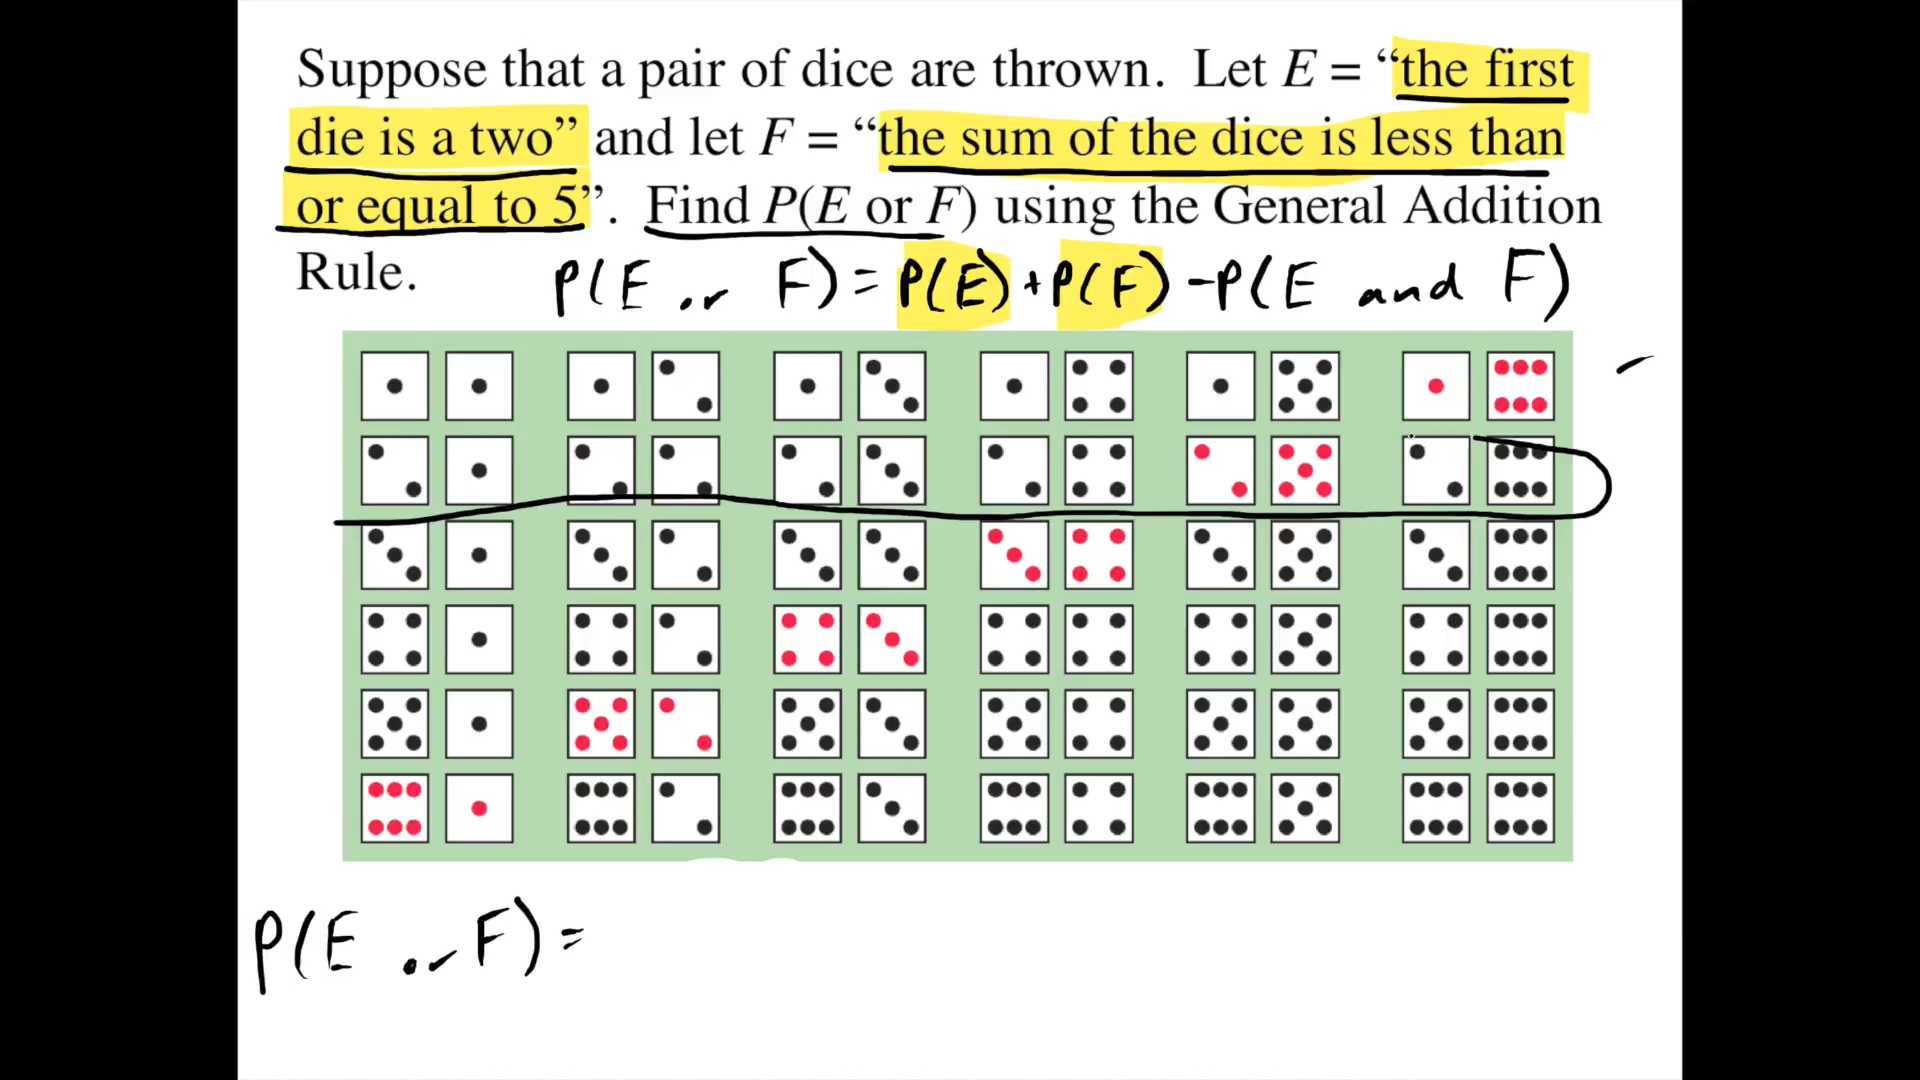 Suppose that a pair of dice are thrown. Let E = “the first
die is a two” and let F = “the sum of the dice is less than
or equal to 5”. Find P(E or F) using the General Addition
Rule.
P(E or F) = P(E) + P(F) - P(E and F)
P(E or F) =